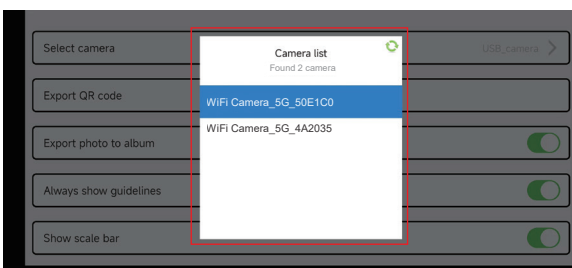 Select camera
USB_camera
Camera list
Found 2 camera
Export QR code
WiFi Camera_5G_50E1C0
WiFi Camera_5G_4A2035
Export photo to album
Always show guidelines
Show scale bar